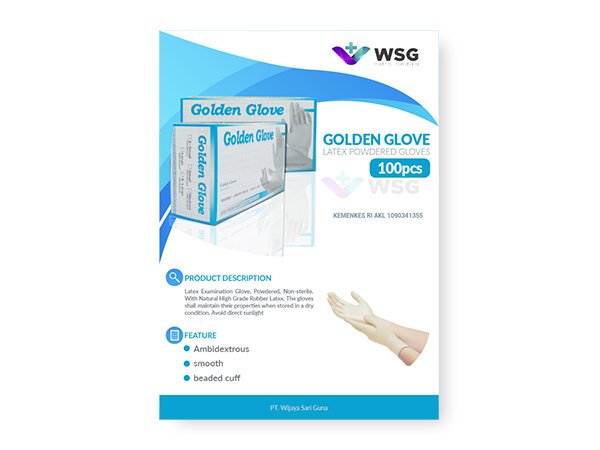 WSG
Golden Glove
Golden Glove
Golden Glove
GOLDEN GLOVE
LATEX POWDERED GLOVES
100pcs
WSG
KEMENKES RI AKL 1090341355
PRODUCT DESCRIPTION
Latex Examination Glove, Powdered, Non-sterile.
With Natural High Grade Rubber Latex. The gloves
shall maintain their properties when stored in a dry
condition. Avoid direct sunlight
FEATURE
Ambidextrous
smooth
beaded cuff
PT. Wijaya Sari Guna